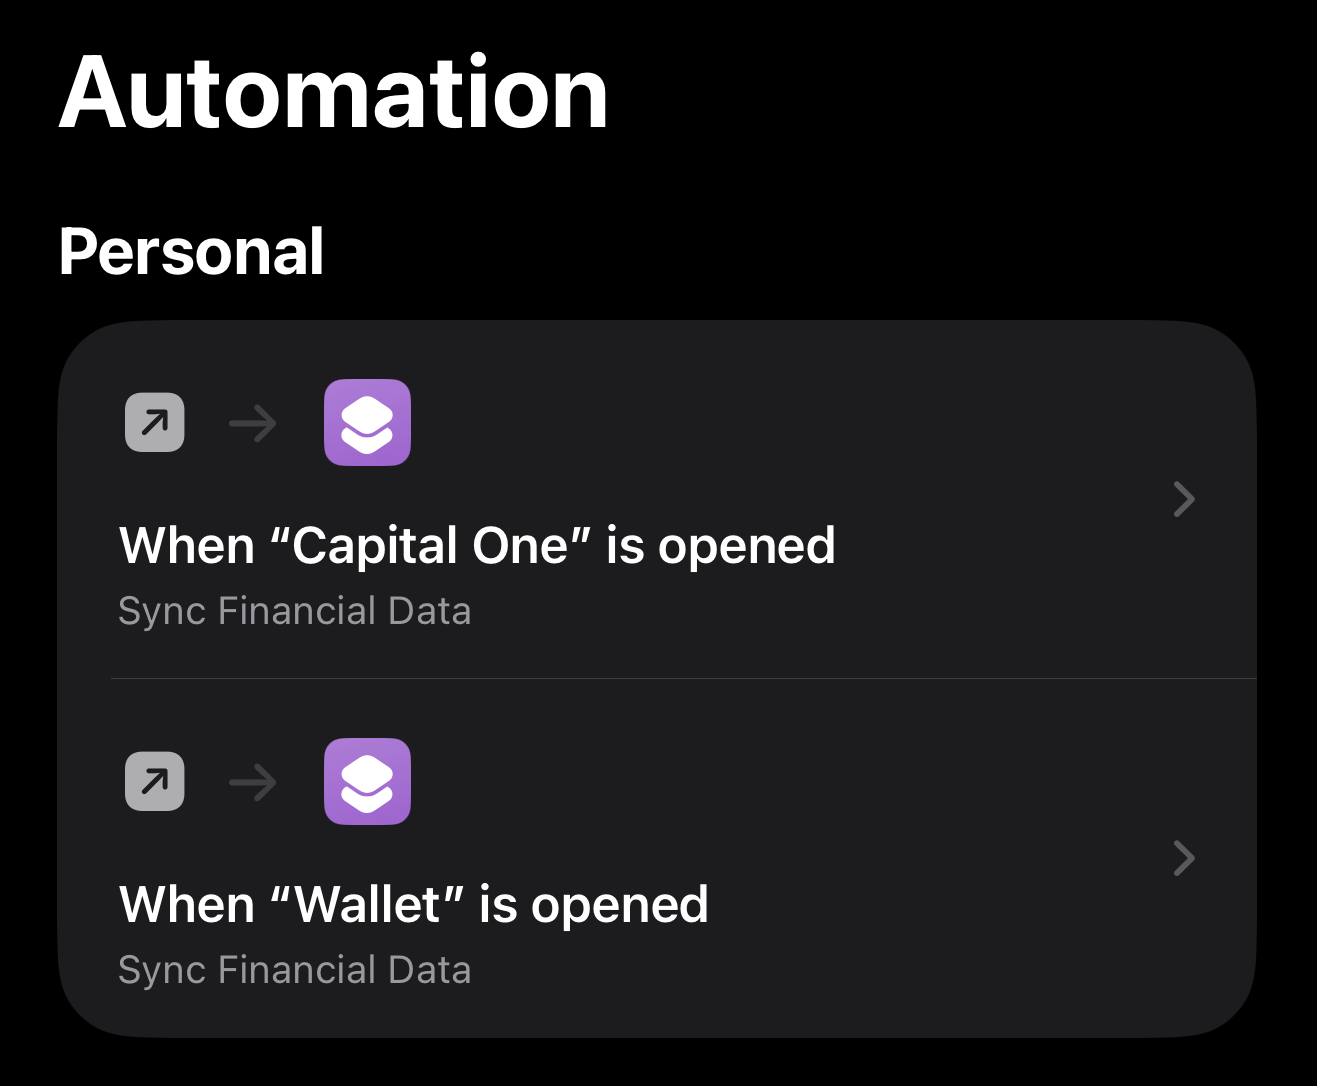 Automation
Personal
When “Capital One” is opened
Sync Financial Data
When “Wallet” is opened
Sync Financial Data